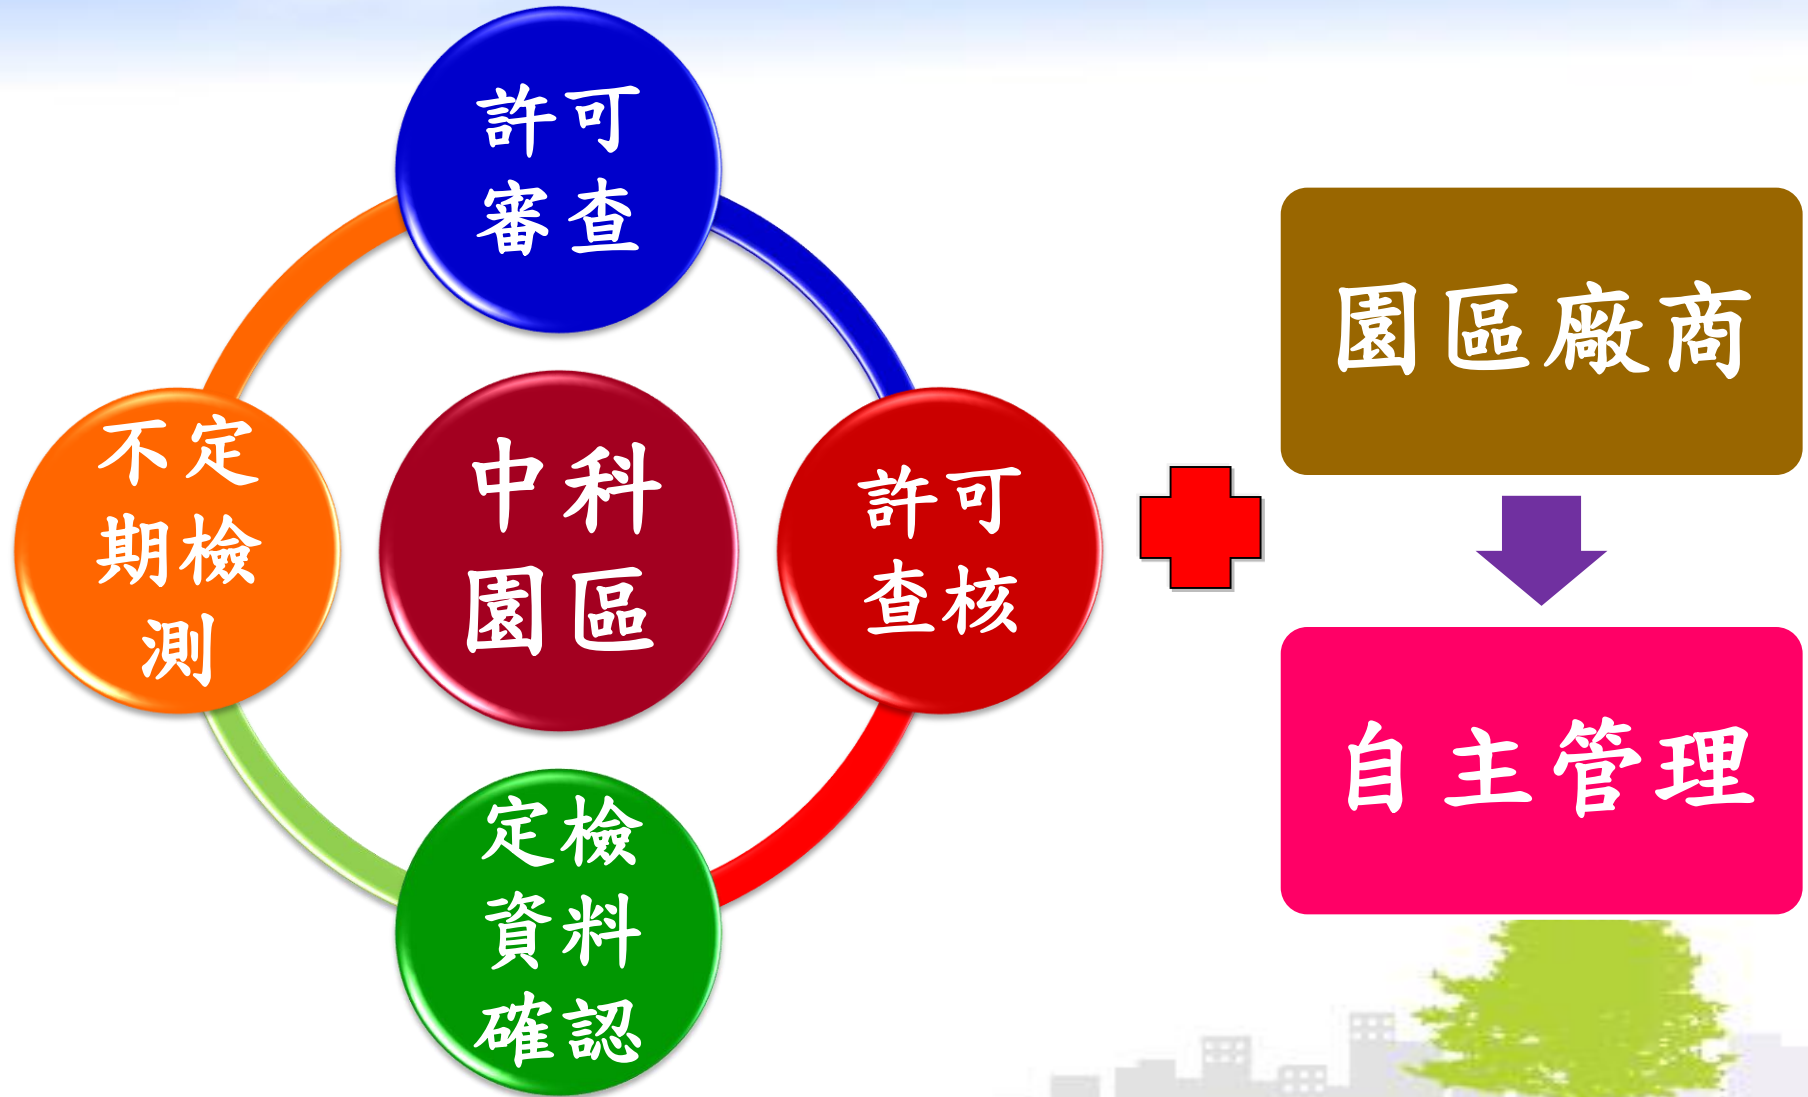 許可
審查
不定
期檢
測
中科
園區
許可
查核
定檢
資料
確認
園區廠商
自主管理